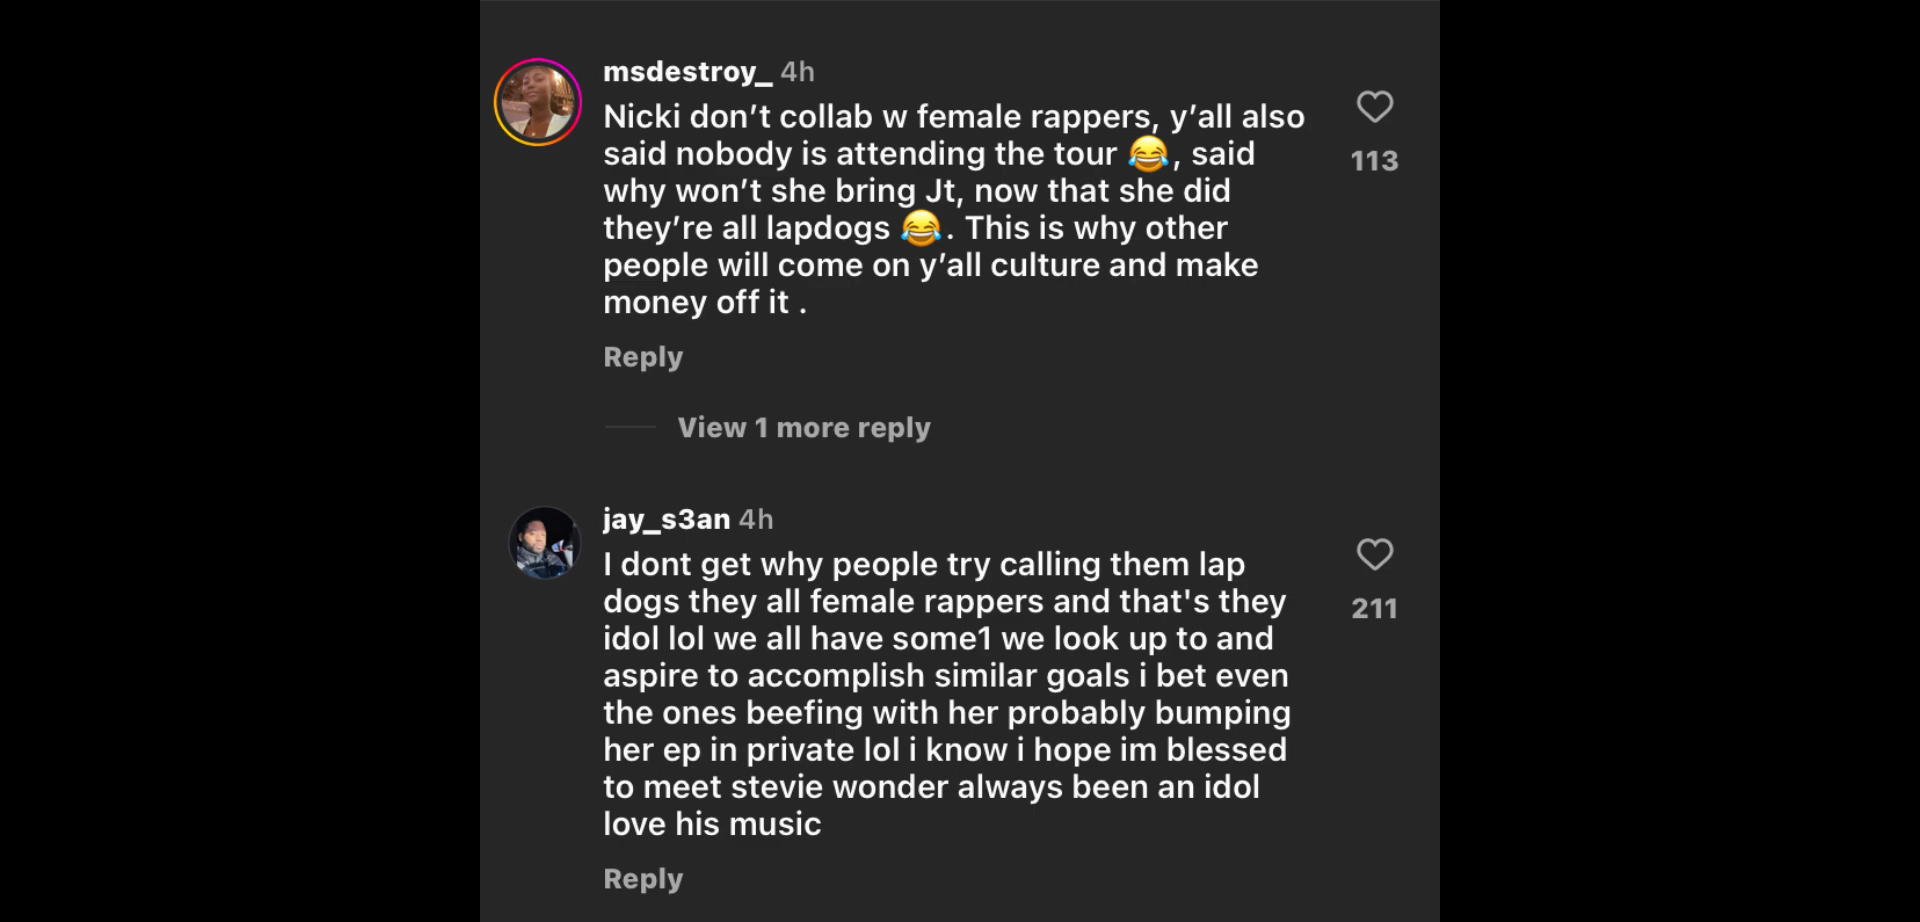 msdestroy_ 4h
Nicki don’t collab w female rappers, y’all also
said nobody is attending the tour 😂, said
why won’t she bring Jt, now that she did
they’re all lapdogs 😂. This is why other
people will come on y’all culture and make
money off it .
113
Reply
View 1 more reply
jay_s3an 4h
I dont get why people try calling them lap
dogs they all female rappers and that's they
idol lol we all have some1 we look up to and
aspire to accomplish similar goals i bet even
the ones beefing with her probably bumping
her ep in private lol i know i hope im blessed
to meet stevie wonder always been an idol
love his music
211
Reply